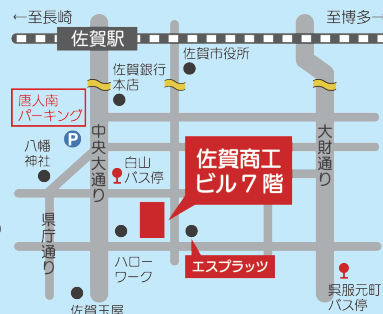 ←至長崎
至博多→
佐賀駅
佐賀市役所
佐賀銀行
本店
唐人南
パーキング
P
八幡
神社
中央大通り
白山
バス停
佐賀商工
ビル7階
大財通り
県庁通り
ハロー
ワーク
エスプラッツ
呉服元町
バス停
佐賀玉屋